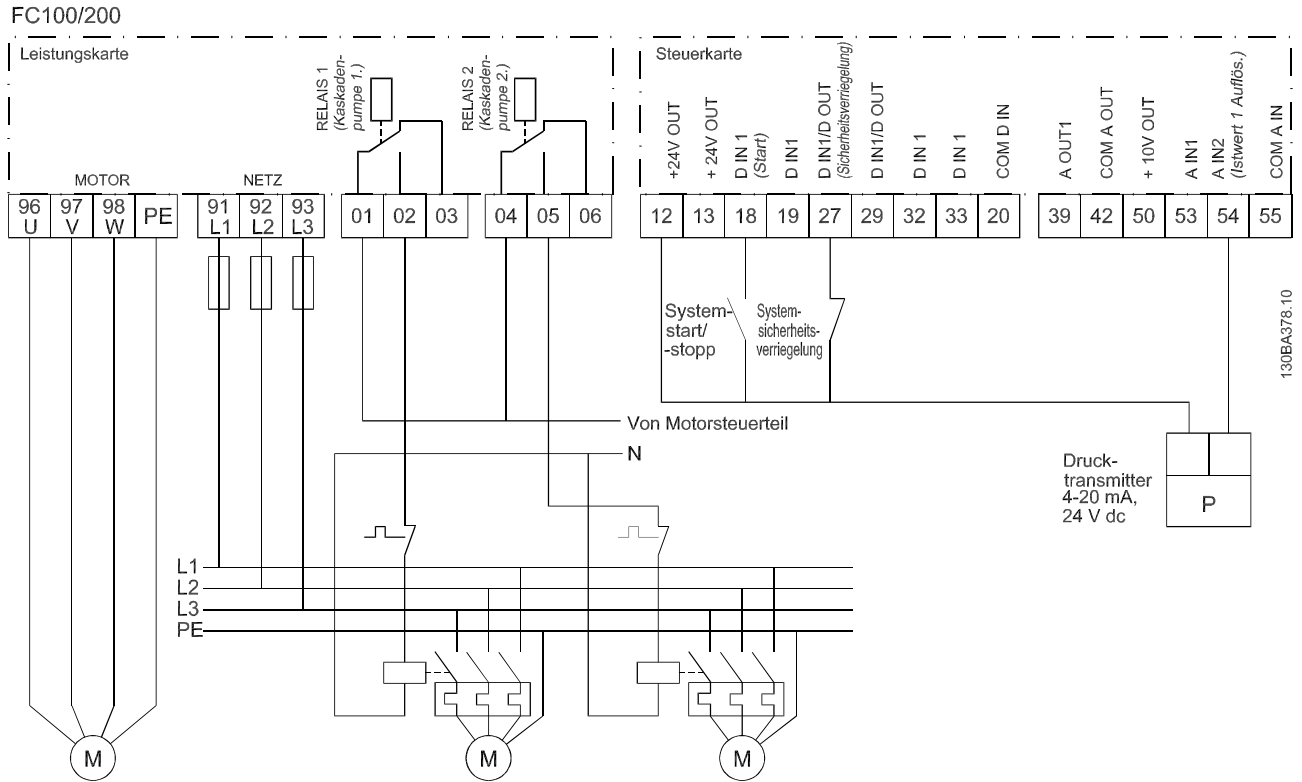 FC100/200
Leistungskarte
Steuerkarte
RELAIS 1
(Kaskaden-
pumpe 1.)
RELAIS 2
(Kaskaden-
pumpe 2.)
+24V OUT
+ 24V OUT
D IN 1
(Start)
D IN1
D IN1/D OUT
(Sicherheitsverriegelung)
D IN1/D OUT
D IN 1
D IN 1
COM D IN
A OUT1
COM A OUT
+ 10V OUT
A IN1
A IN2
(Istwert 1 Auflös.)
COM A IN
MOTOR
NETZ
96 97 98 PE
U V W
91 92 93
L1 L2 L3
01 02 03
04 05 06
12 13 18 19 27 29 32 33 20
39 42 50 53 54 55
System-
start/
-stopp
System-
sicherheits-
verriegelung
130BA378.10
Von Motorsteuerteil
N
Druck-
transmitter
4-20 mA,
24 V dc
P
L1
L2
L3
PE
M
M
M